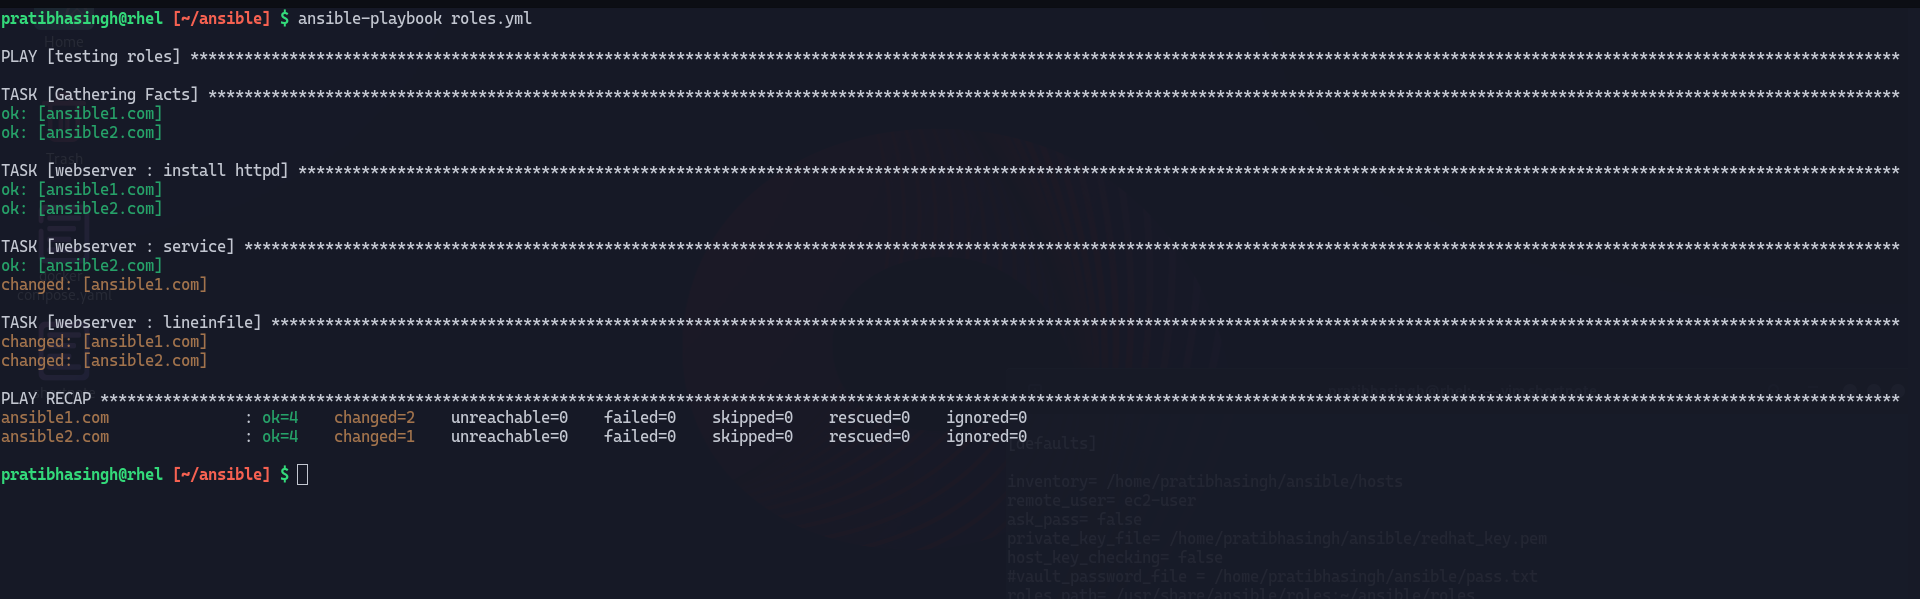 pratibhasingh@rhel [~/ansible] $ ansible-playbook roles.yml
Home
PLAY [testing roles] ***********************************************************************************************************************************************************************************************
TASK [Gathering Facts] *********************************************************************************************************************************************************************************************
ok: [ansible1.com]
ok: [ansible2.com]
Trash
TASK [webserver : install httpd] ***********************************************************************************************************************************************************************************
ok: [ansible1.com]
ok: [ansible2.com]
TASK [webserver : service] *****************************************************************************************************************************************************************************************
ok: [ansible2.com]
changed: [ansible1.com]
compose.yaml
TASK [webserver : lineinfile] **************************************************************************************************************************************************************************************
changed: [ansible1.com]
changed: [ansible2.com]
PLAY RECAP *********************************************************************************************************************************************************************************************************
ansible1.com : ok=4 changed=2 unreachable=0 failed=0 skipped=0 rescued=0 ignored=0
ansible2.com : ok=4 changed=1 unreachable=0 failed=0 skipped=0 rescued=0 ignored=0
[defaults]
pratibhasingh@rhel [~/ansible] $
inventory= /home/pratibhasingh/ansible/hosts
remote_user= ec2-user
ask_pass= false
private_key_file= /home/pratibhasingh/ansible/redhat_key.pem
host_key_checking= false
#vault_password_file = /home/pratibhasingh/ansible/pass.txt
roles_path= /usr/share/ansible/roles:~/ansible/roles